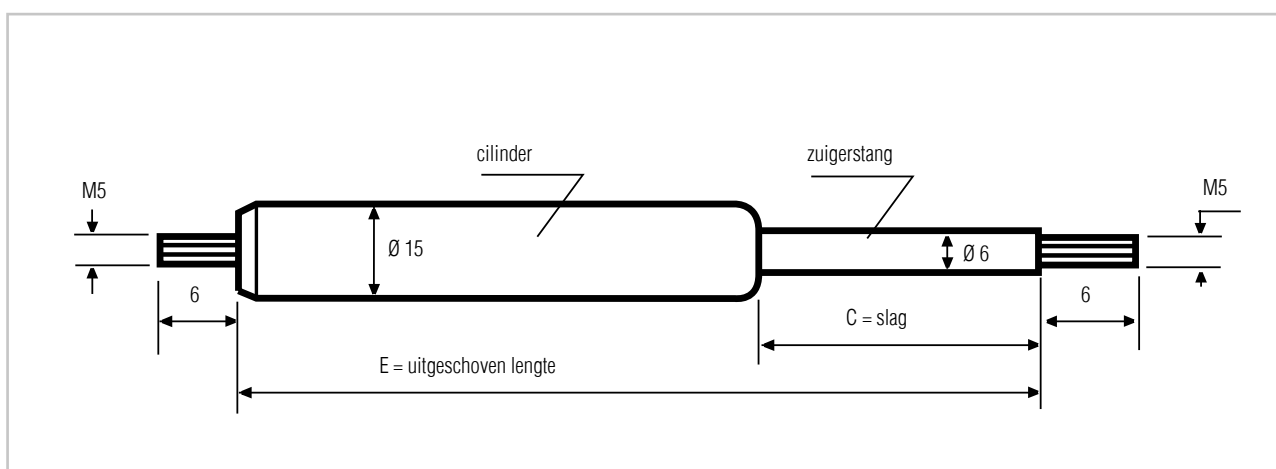 cilinder
zuigerstang
M5
M5
Ø 15
Ø 6
6
6
C = slag
E = uitgeschoven lengte